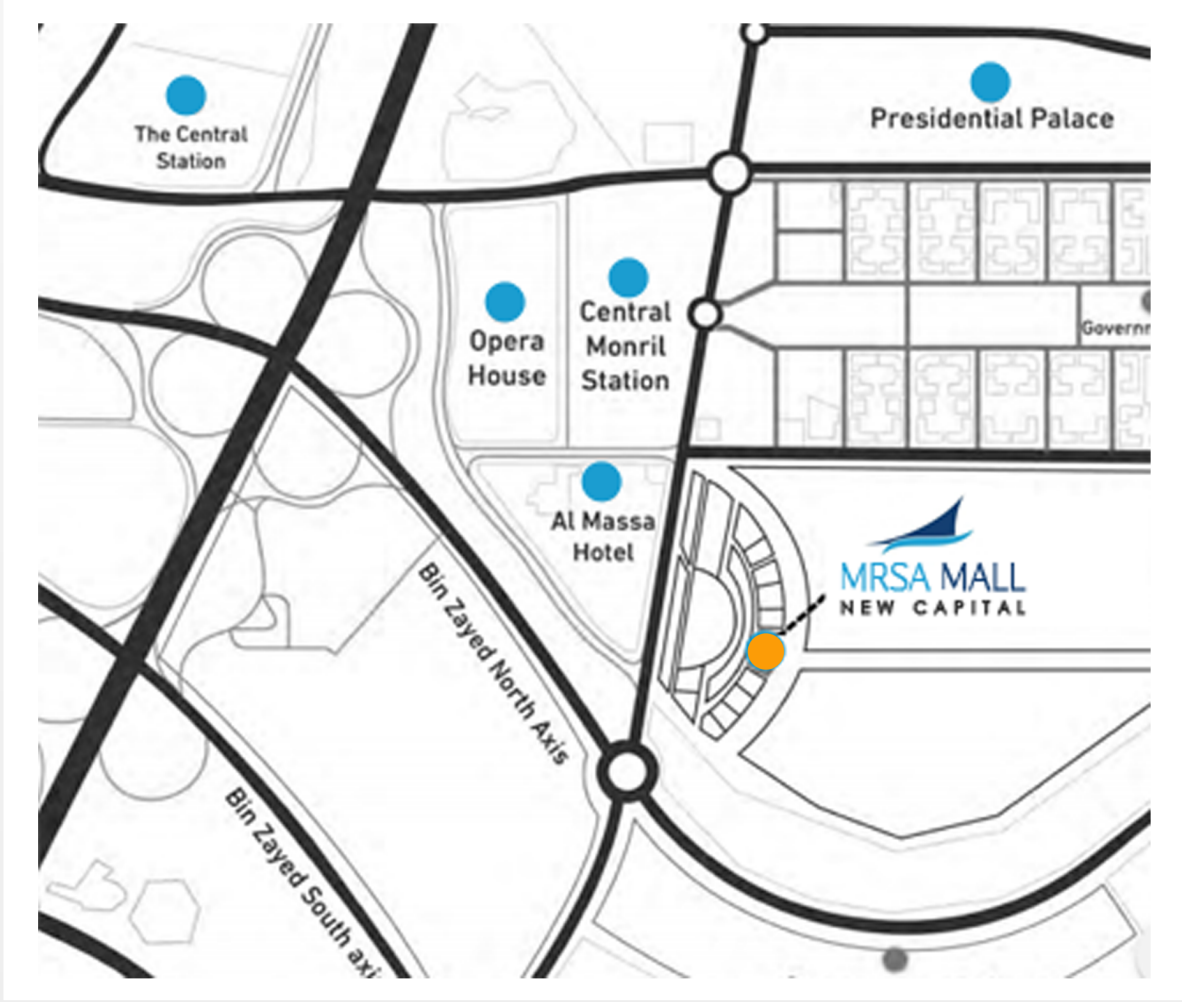 Presidential Palace
The Central
Station
Central
Monril
Station
Opera
House
Governm
Al Massa
Hotel
MRSA MALL
NEW CAPITAL
Bin Zayed North Axis
Bin Zayed South axi